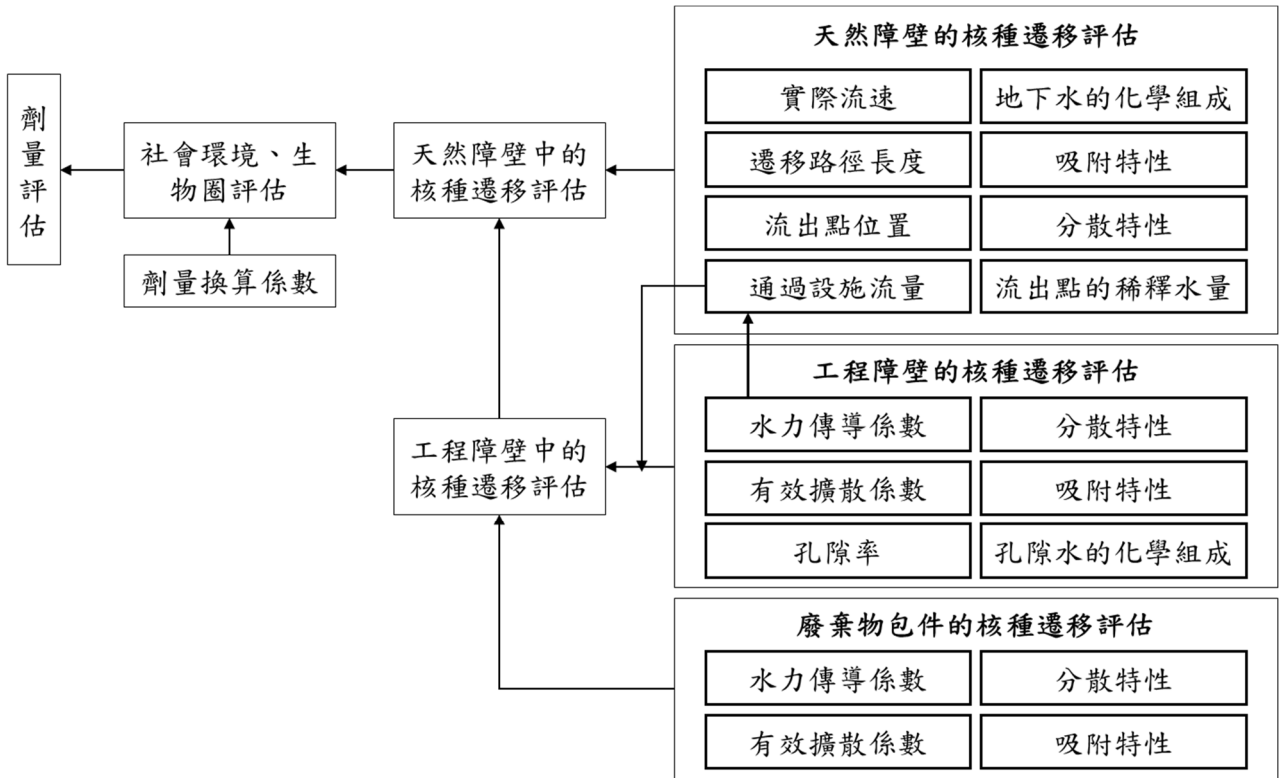 天然障壁的核種遷移評估
實際流速
地下水的化學組成
遷移路徑長度
吸附特性
流出點位置
分散特性
通過設施流量
流出點的稀釋水量
劑量評估
社會環境、生
物圈評估
天然障壁中的
核種遷移評估
劑量換算係數
工程障壁的核種遷移評估
水力傳導係數
分散特性
有效擴散係數
吸附特性
孔隙率
孔隙水的化學組成
工程障壁中的
核種遷移評估
廢棄物包件的核種遷移評估
水力傳導係數
分散特性
有效擴散係數
吸附特性